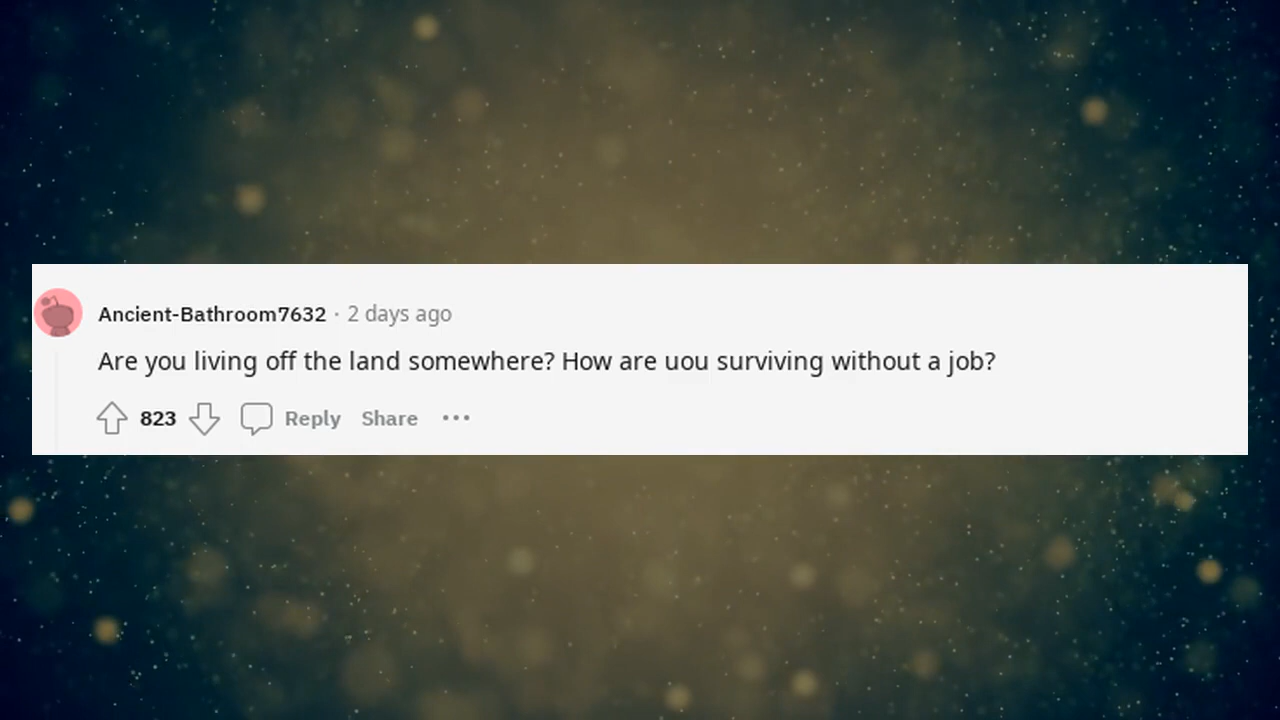 Ancient-Bathroom7632 · 2 days ago
Are you living off the land somewhere? How are uou surviving without a job?
823 Reply Share ···